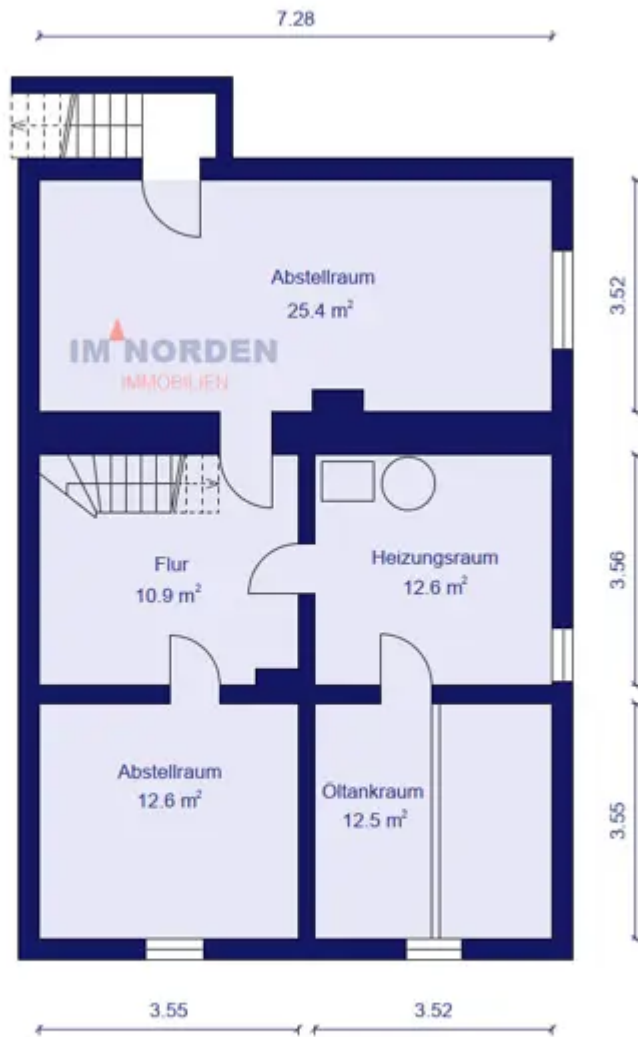 7.28
Abstellraum
25.4 m²
3.52
IM NORDEN
IMMOBILIEN
Flur
10.9 m²
Heizungsraum
12.6 m²
3.56
Abstellraum
12.6 m²
Öltankraum
12.5 m²
3.55
3.55
3.52